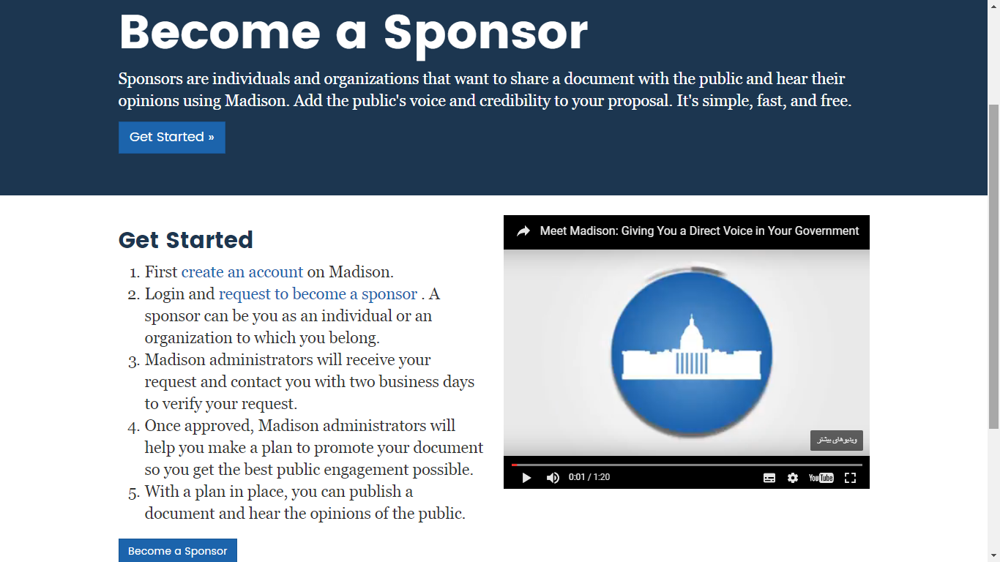 Become a Sponsor
Sponsors are individuals and organizations that want to share a document with the public and hear their
opinions using Madison. Add the public's voice and credibility to your proposal. It's simple, fast, and free.
Get Started »
Get Started
1. First create an account on Madison.
2. Login and request to become a sponsor . A
sponsor can be you as an individual or an
organization to which you belong.
3. Madison administrators will receive your
request and contact you with two business days
to verify your request.
4. Once approved, Madison administrators will
help you make a plan to promote your document
so you get the best public engagement possible.
5. With a plan in place, you can publish a
document and hear the opinions of the public.
Become a Sponsor
Meet Madison: Giving You a Direct Voice in Your Government
ویدیوهای بیشتر
0:01 / 1:20
YouTube